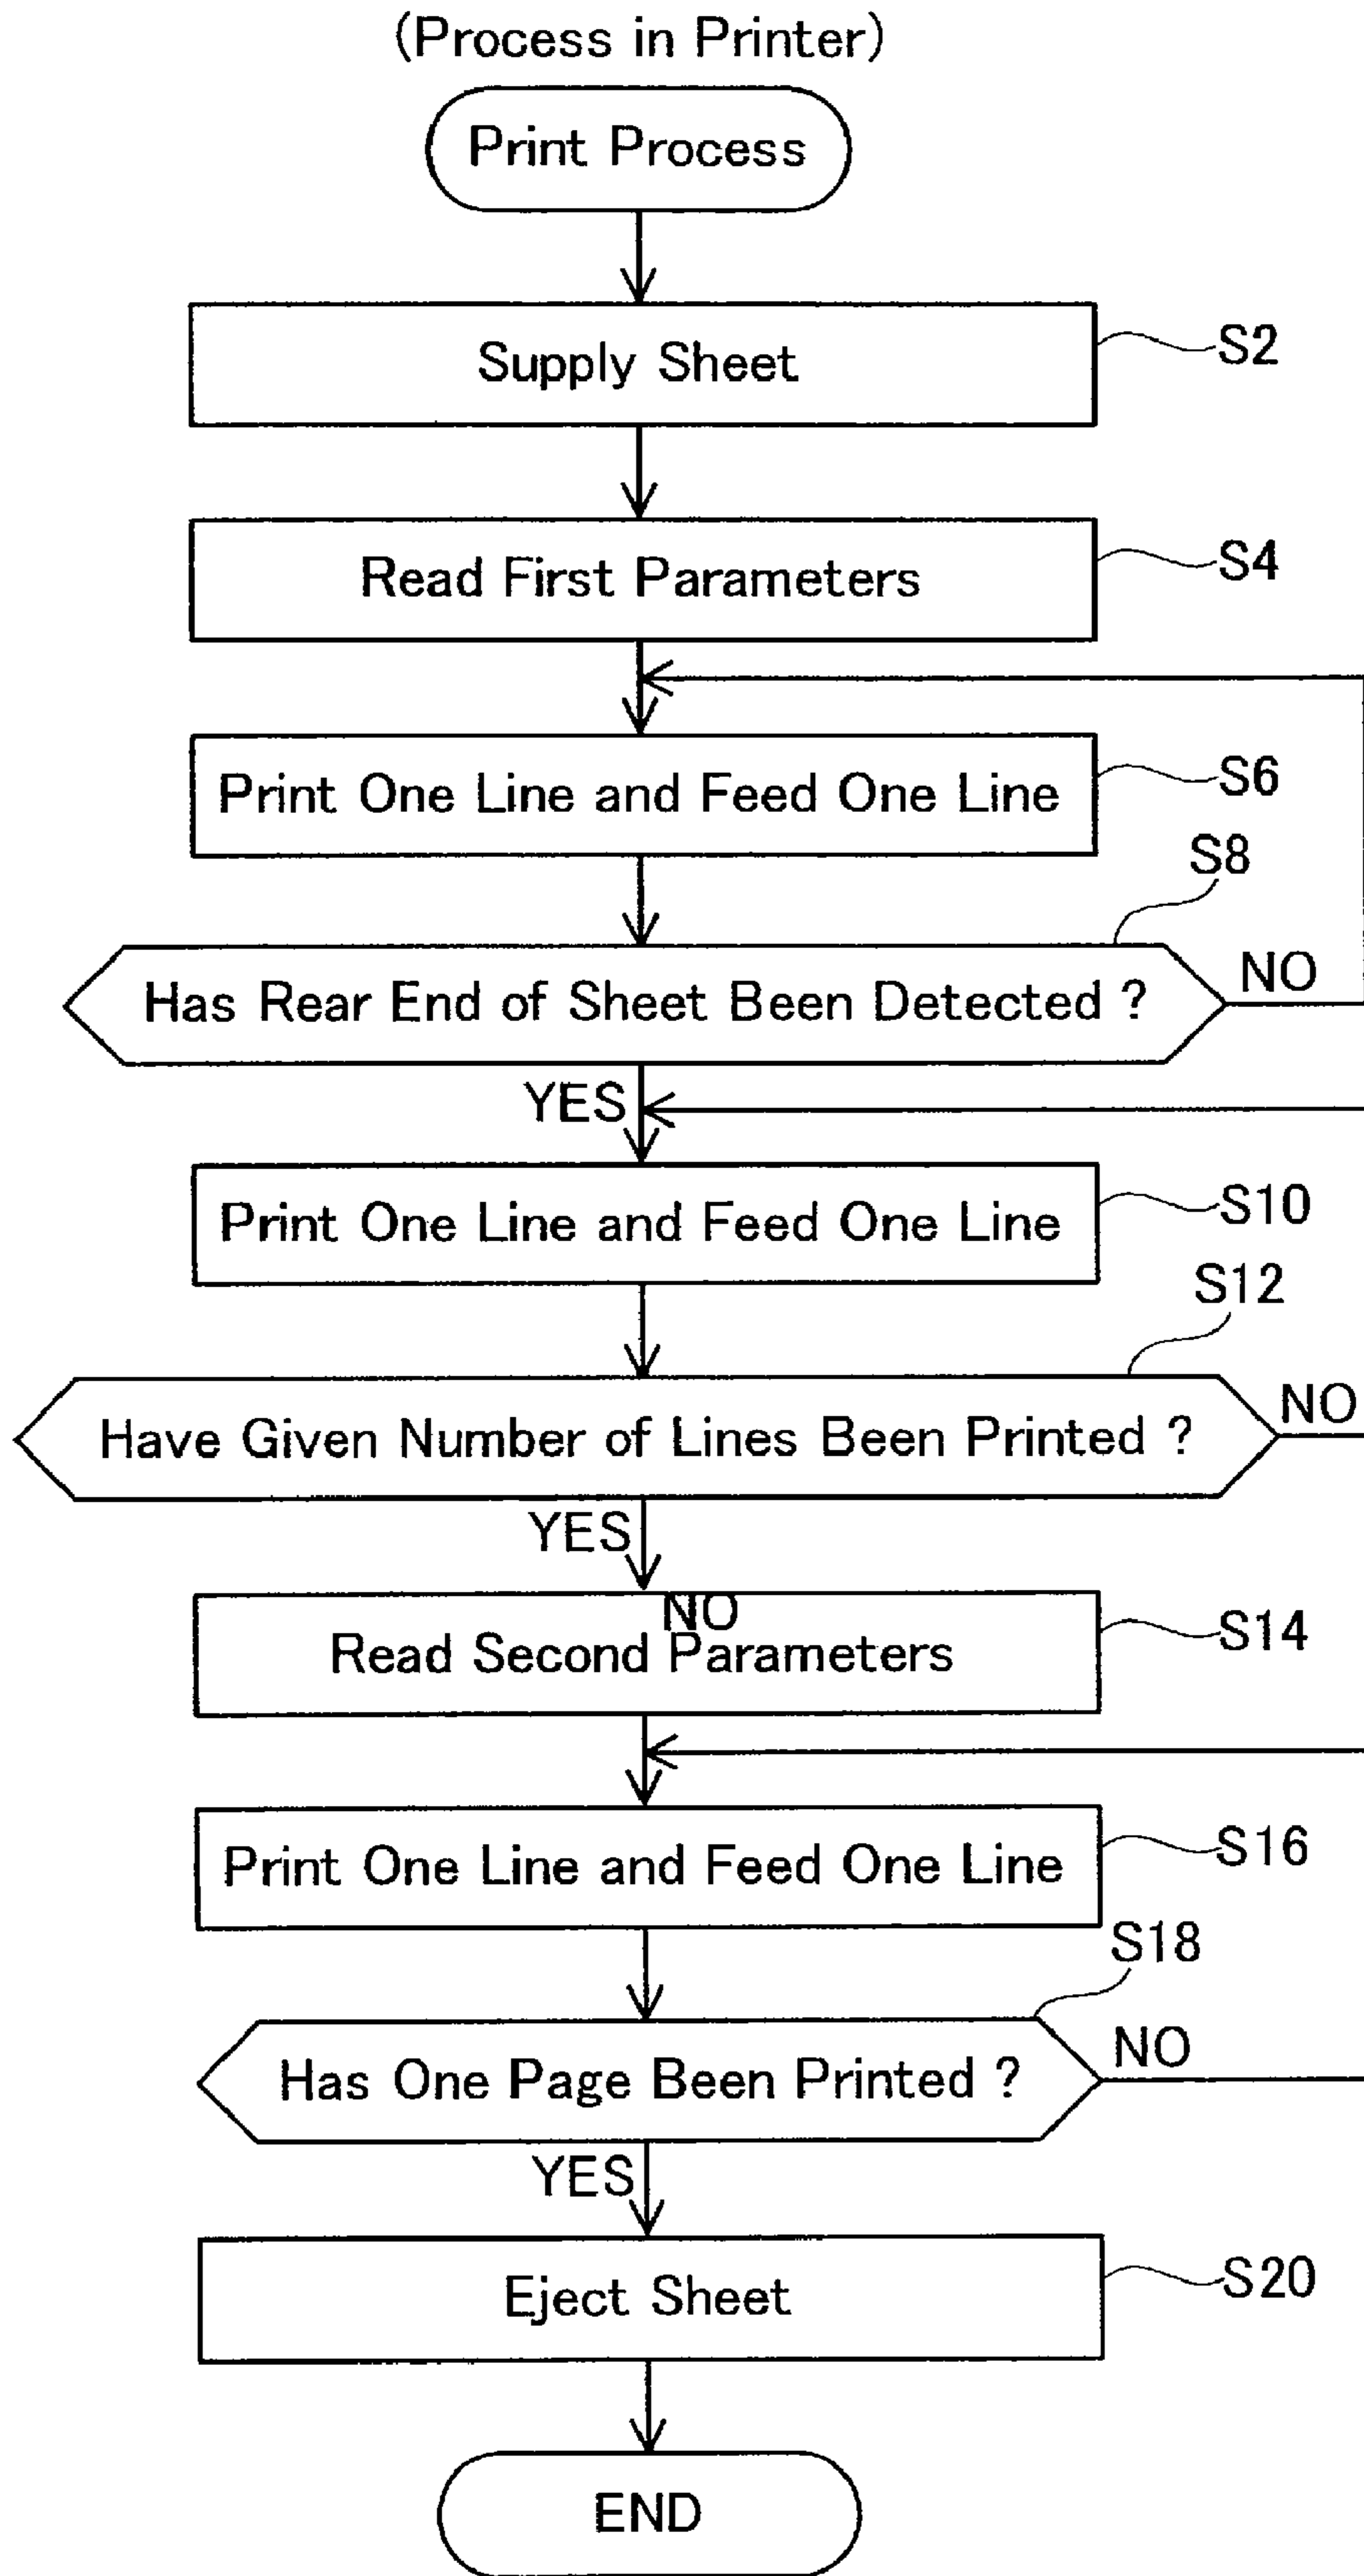 (Process in Printer)
Print Process
Supply Sheet
S2
Read First Parameters
S4
Print One Line and Feed One Line
S6
S8
Has Rear End of Sheet Been Detected ?
NO
YES
Print One Line and Feed One Line
S10
S12
Have Given Number of Lines Been Printed ?
NO
YES
NO
Read Second Parameters
S14
Print One Line and Feed One Line
S16
S18
Has One Page Been Printed ?
NO
YES
Eject Sheet
S20
END